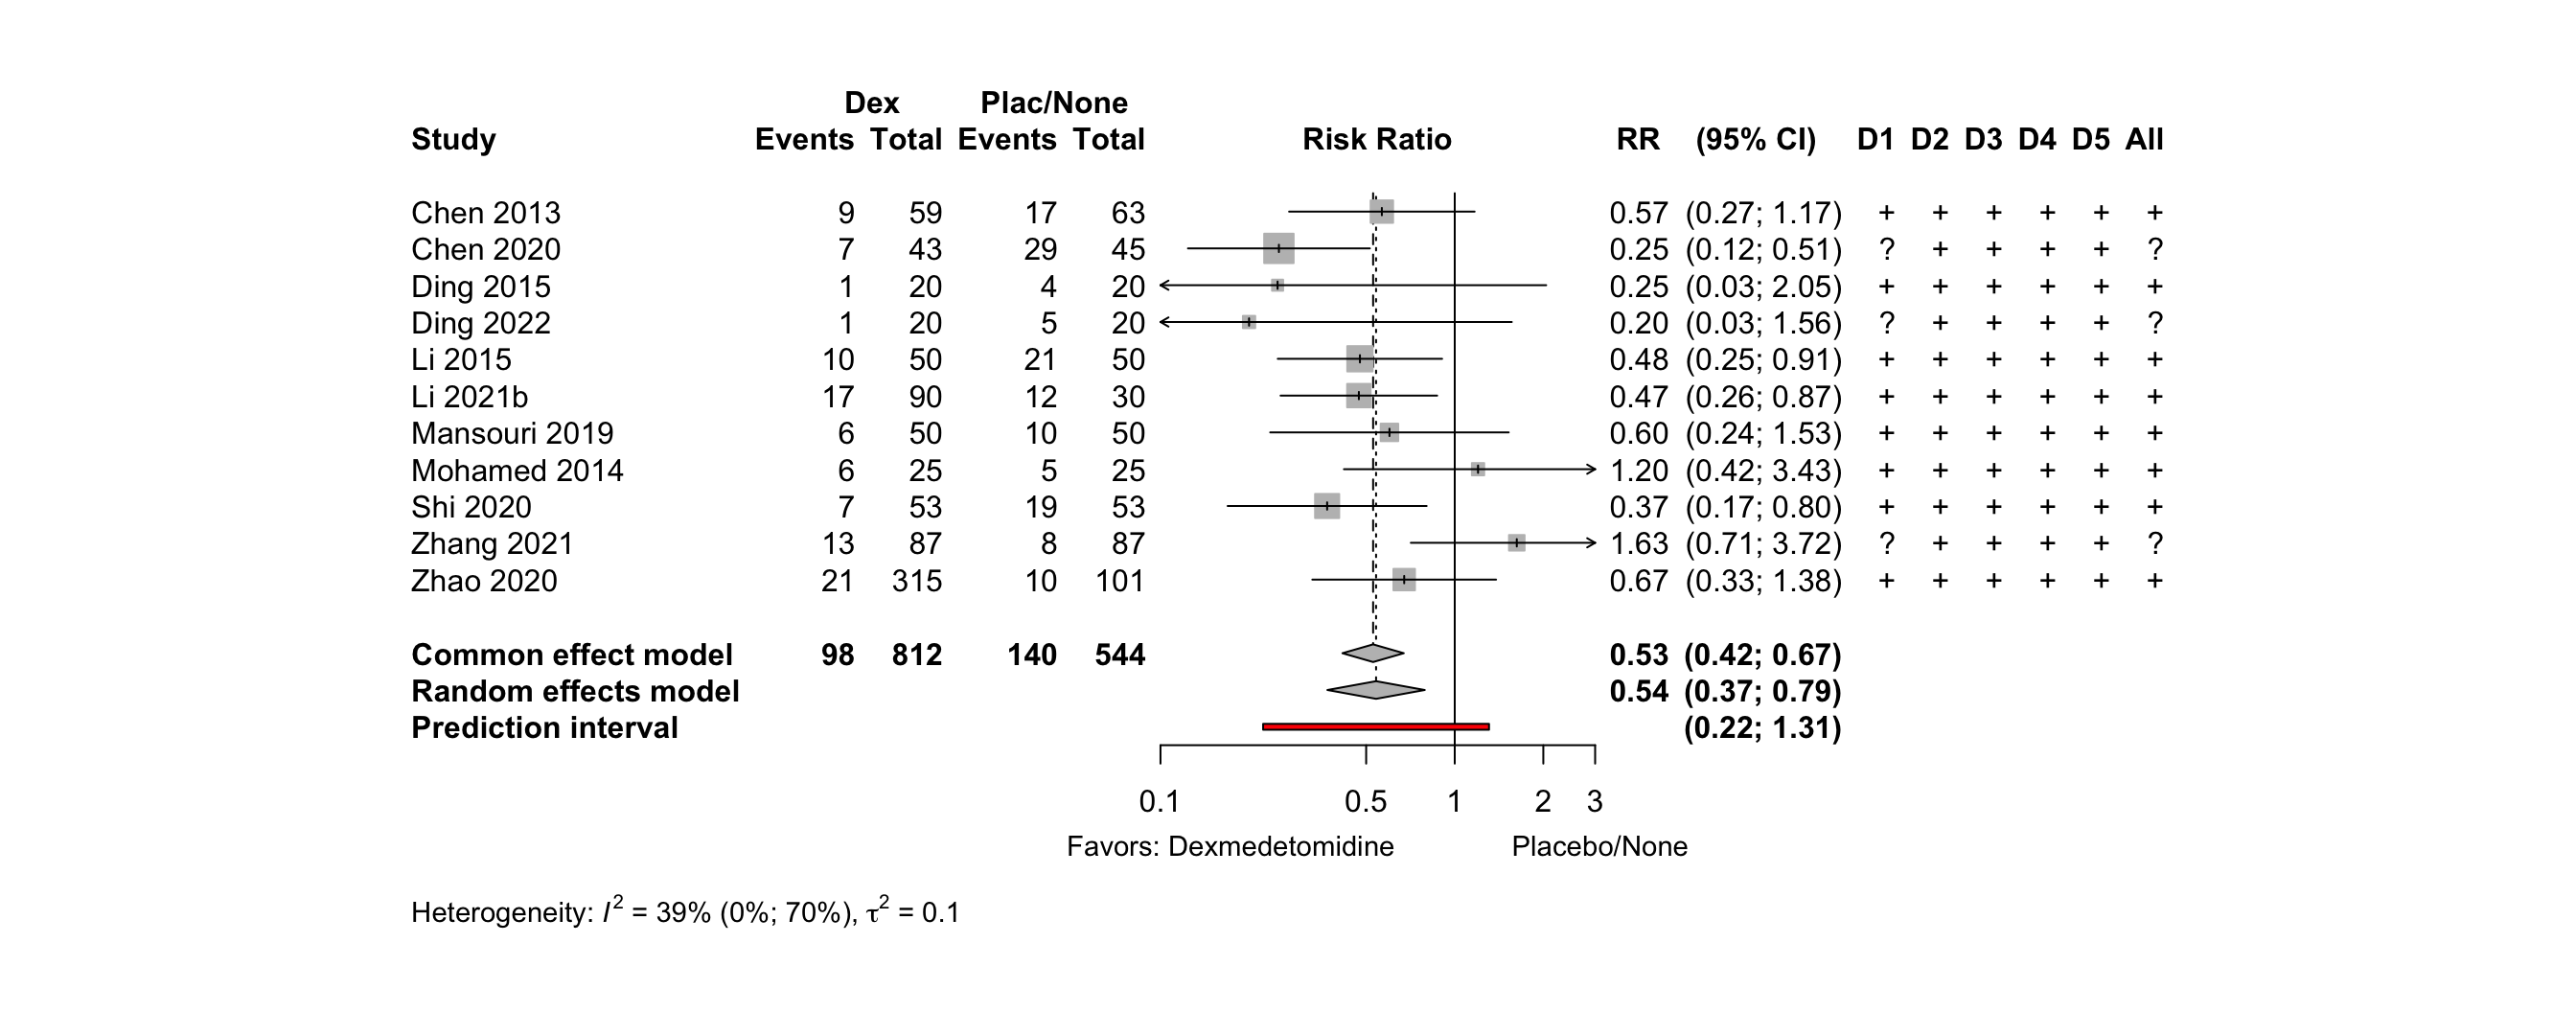 Dex Plac/None
Study Events Total Events Total Risk Ratio RR (95% CI) D1 D2 D3 D4 D5 All
Chen 2013 9 59 17 63 0.57 (0.27; 1.17) + + + + + +
Chen 2020 7 43 29 45 0.25 (0.12; 0.51) ? + + + + ?
Ding 2015 1 20 4 20 0.25 (0.03; 2.05) + + + + + +
Ding 2022 1 20 5 20 0.20 (0.03; 1.56) ? + + + + ?
Li 2015 10 50 21 50 0.48 (0.25; 0.91) + + + + + +
Li 2021b 17 90 12 30 0.47 (0.26; 0.87) + + + + + +
Mansouri 2019 6 50 10 50 0.60 (0.24; 1.53) + + + + + +
Mohamed 2014 6 25 5 25 1.20 (0.42; 3.43) + + + + + +
Shi 2020 7 53 19 53 0.37 (0.17; 0.80) + + + + + +
Zhang 2021 13 87 8 87 1.63 (0.71; 3.72) ? + + + + ?
Zhao 2020 21 315 10 101 0.67 (0.33; 1.38) + + + + + +
Common effect model 98 812 140 544 0.53 (0.42; 0.67)
Random effects model 0.54 (0.37; 0.79)
Prediction interval (0.22; 1.31)
0.1 0.5 1 2 3
Favors: Dexmedetomidine Placebo/None
Heterogeneity: I² = 39% (0%; 70%), τ² = 0.1